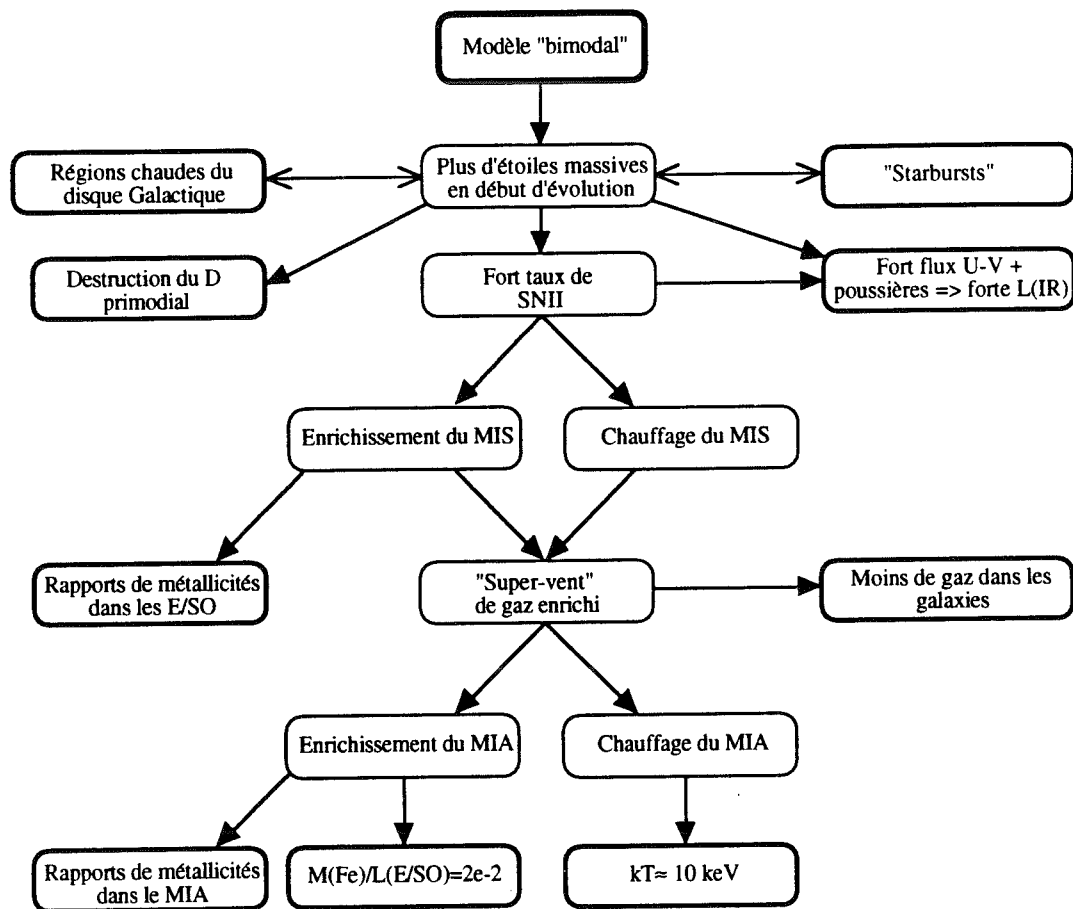 Modèle "bimodal"
Régions chaudes du
disque Galactique
Plus d'étoiles massives
en début d'évolution
"Starbursts"
Destruction du D
primodial
Fort taux de
SNII
Fort flux U-V +
poussières => forte L(IR)
Enrichissement du MIS
Chauffage du MIS
Rapports de métallicités
dans les E/SO
"Super-vent"
de gaz enrichi
Moins de gaz dans les
galaxies
Enrichissement du MIA
Chauffage du MIA
Rapports de métallicités
dans le MIA
M(Fe)/L(E/SO)=2e-2
kT≈ 10 keV